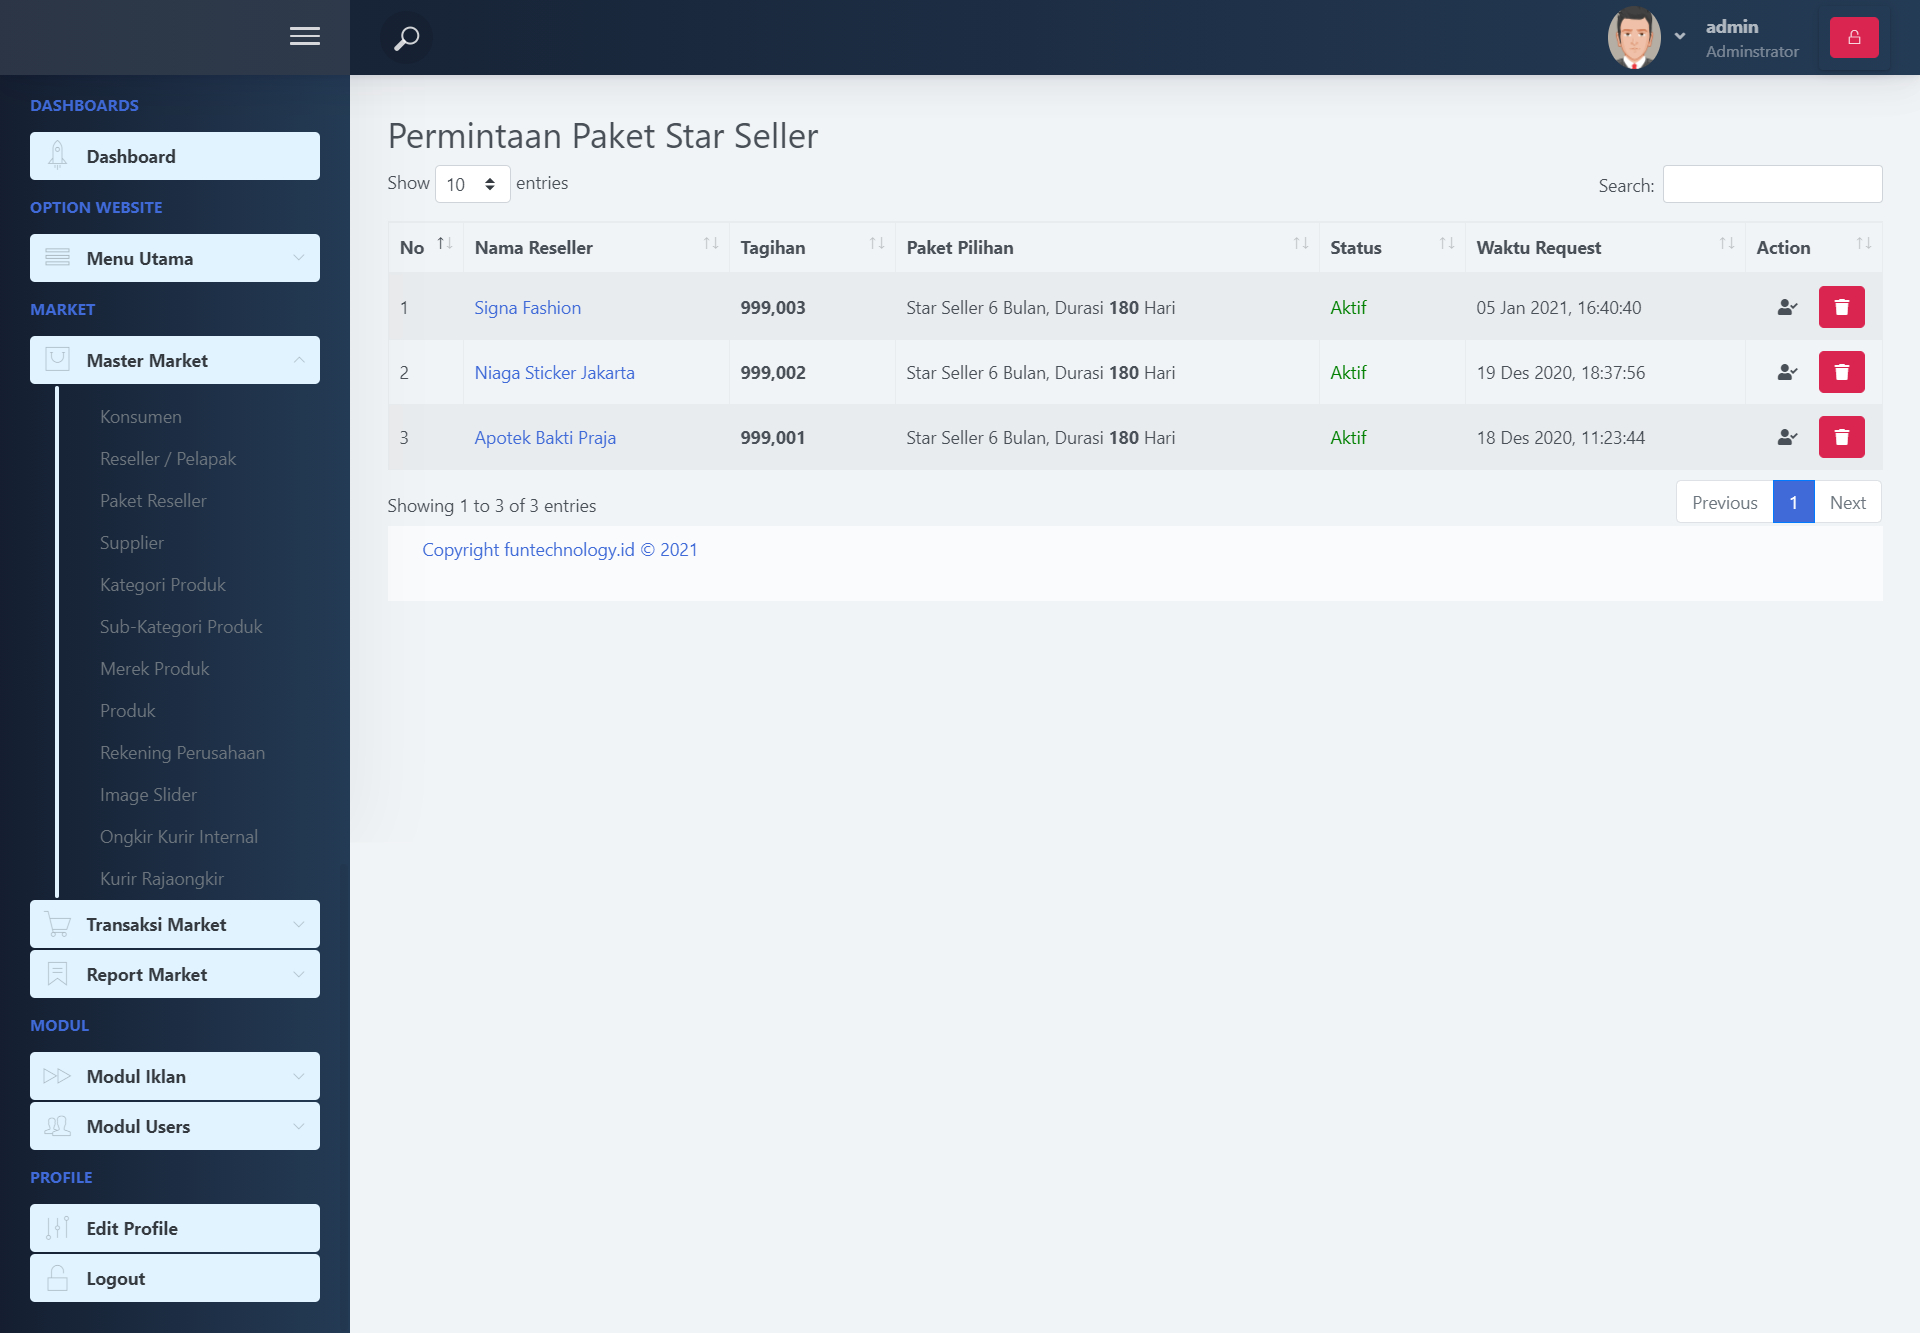 admin
Adminstrator
DASHBOARDS
Dashboard
OPTION WEBSITE
Menu Utama
MARKET
Master Market
Konsumen
Reseller / Pelapak
Paket Reseller
Supplier
Kategori Produk
Sub-Kategori Produk
Merek Produk
Produk
Rekening Perusahaan
Image Slider
Ongkir Kurir Internal
Kurir Rajaongkir
Transaksi Market
Report Market
MODUL
Modul Iklan
Modul Users
PROFILE
Edit Profile
Logout
Permintaan Paket Star Seller
Show 10 entries
Search:
No Nama Reseller Tagihan Paket Pilihan Status Waktu Request Action
1 Signa Fashion 999,003 Star Seller 6 Bulan, Durasi 180 Hari Aktif 05 Jan 2021, 16:40:40
2 Niaga Sticker Jakarta 999,002 Star Seller 6 Bulan, Durasi 180 Hari Aktif 19 Des 2020, 18:37:56
3 Apotek Bakti Praja 999,001 Star Seller 6 Bulan, Durasi 180 Hari Aktif 18 Des 2020, 11:23:44
Showing 1 to 3 of 3 entries
Previous 1 Next
Copyright funtechnology.id © 2021